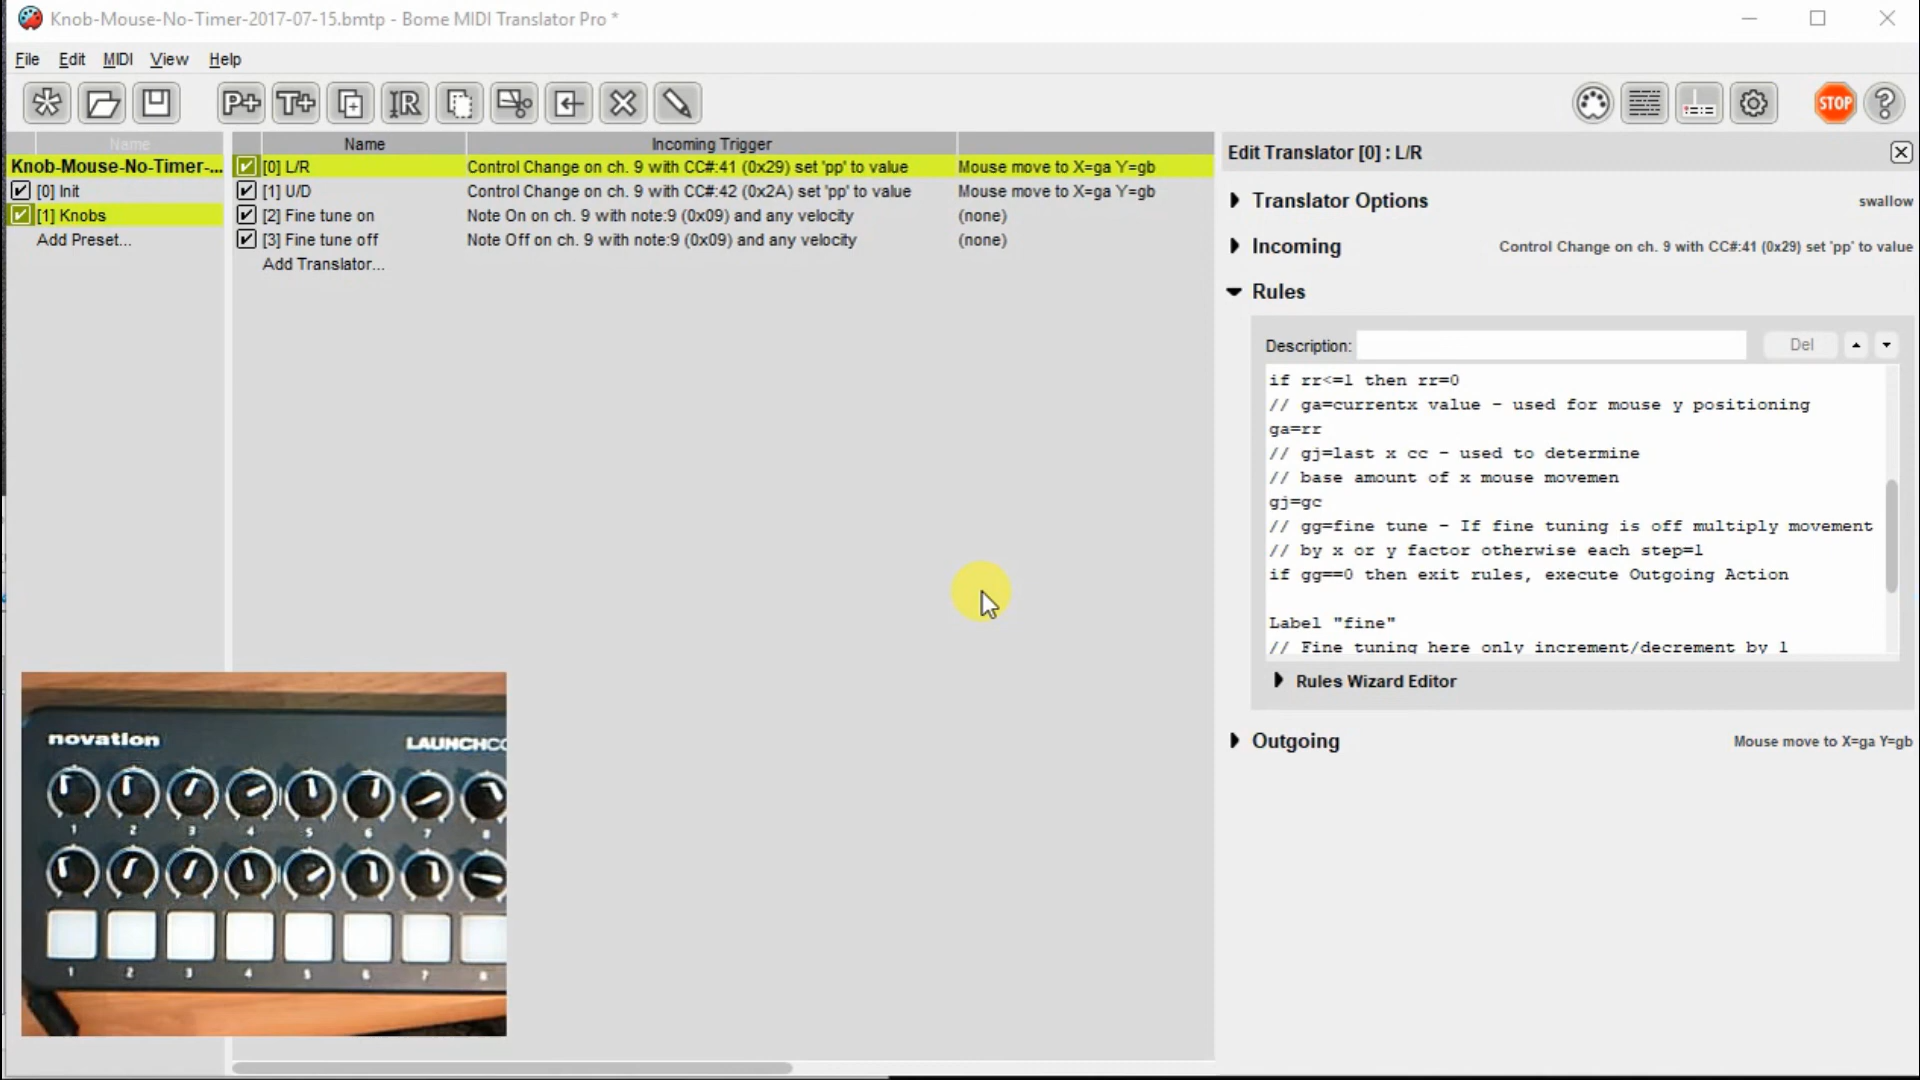 Knob-Mouse-No-Timer-2017-07-15.bmtp - Bome MIDI Translator Pro *
File Edit MIDI View Help
P+ T+ R STOP ?
Name
Knob-Mouse-No-Timer-...
[0] Init
[1] Knobs
Add Preset...
Name Incoming Trigger
[0] L/R Control Change on ch. 9 with CC#:41 (0x29) set 'pp' to value Mouse move to X=ga Y=gb
[1] U/D Control Change on ch. 9 with CC#:42 (0x2A) set 'pp' to value Mouse move to X=ga Y=gb
[2] Fine tune on Note On on ch. 9 with note:9 (0x09) and any velocity (none)
[3] Fine tune off Note Off on ch. 9 with note:9 (0x09) and any velocity (none)
Add Translator...
Edit Translator [0] : L/R
Translator Options swallow
Incoming Control Change on ch. 9 with CC#:41 (0x29) set 'pp' to value
Rules
Description: Del
if rr<=1 then rr=0
// ga=currentx value - used for mouse y positioning
ga=rr
// gj=last x cc - used to determine
// base amount of x mouse movemen
gj=gc
// gg=fine tune - If fine tuning is off multiply movement
// by x or y factor otherwise each step=1
if gg==0 then exit rules, execute Outgoing Action
Label "fine"
// Fine tuning here only increment/decrement by 1
Rules Wizard Editor
Outgoing Mouse move to X=ga Y=gb
novation LAUNCHCO
1 2 3 4 5 6 7 8
1 2 3 4 5 6 7 8